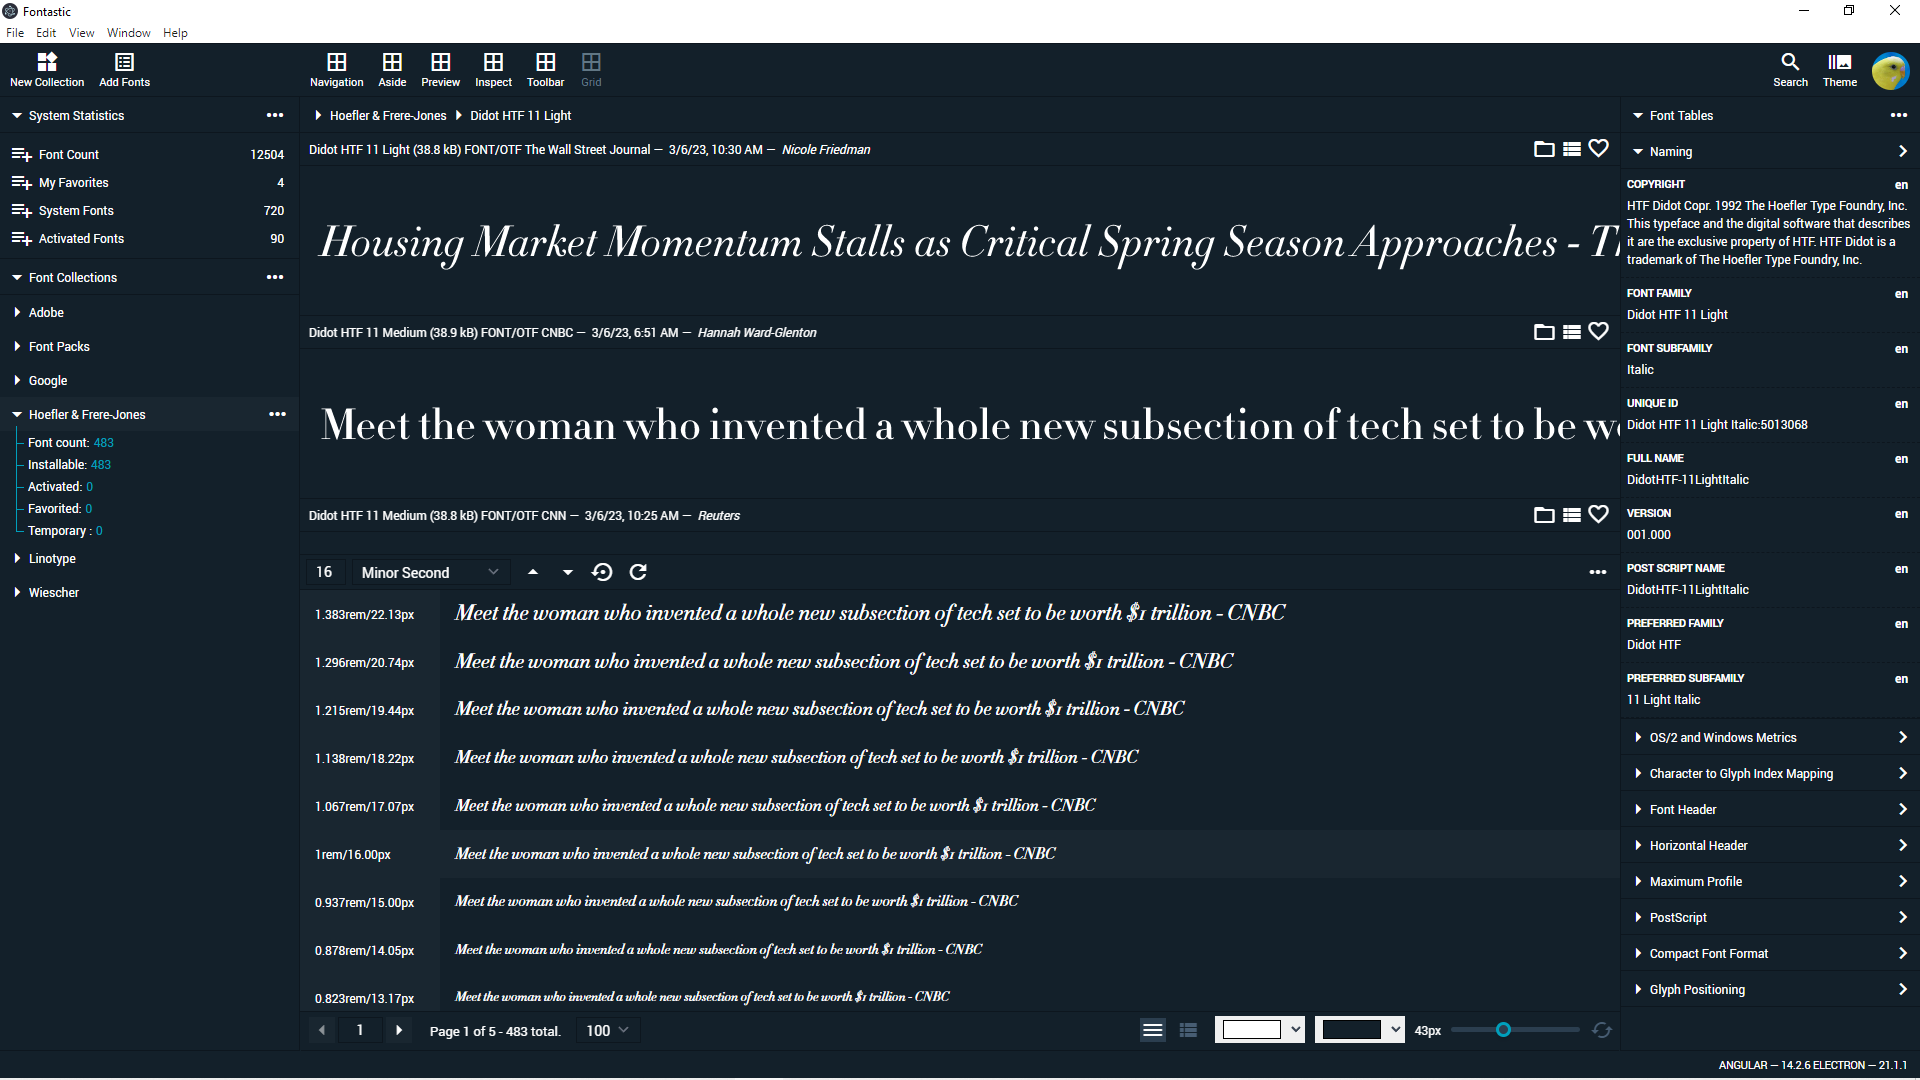 Fontastic
File Edit View Window Help
New Collection Add Fonts Navigation Aside Preview Inspect Toolbar Grid Search Theme
System Statistics
Font Count 12504
My Favorites 4
System Fonts 720
Activated Fonts 90
Font Collections
Adobe
Font Packs
Google
Hoefler & Frere-Jones
Font count: 483
Installable: 483
Activated: 0
Favorited: 0
Temporary : 0
Linotype
Wiescher
Hoefler & Frere-Jones Didot HTF 11 Light
Didot HTF 11 Light (38.8 kB) FONT/OTF The Wall Street Journal — 3/6/23, 10:30 AM — Nicole Friedman
Housing Market Momentum Stalls as Critical Spring Season Approaches - Th
Didot HTF 11 Medium (38.9 kB) FONT/OTF CNBC — 3/6/23, 6:51 AM — Hannah Ward-Glenton
Meet the woman who invented a whole new subsection of tech set to be wo
Didot HTF 11 Medium (38.8 kB) FONT/OTF CNN — 3/6/23, 10:25 AM — Reuters
16 Minor Second
1.383rem/22.13px Meet the woman who invented a whole new subsection of tech set to be worth $1 trillion - CNBC
1.296rem/20.74px Meet the woman who invented a whole new subsection of tech set to be worth $1 trillion - CNBC
1.215rem/19.44px Meet the woman who invented a whole new subsection of tech set to be worth $1 trillion - CNBC
1.138rem/18.22px Meet the woman who invented a whole new subsection of tech set to be worth $1 trillion - CNBC
1.067rem/17.07px Meet the woman who invented a whole new subsection of tech set to be worth $1 trillion - CNBC
1rem/16.00px Meet the woman who invented a whole new subsection of tech set to be worth $1 trillion - CNBC
0.937rem/15.00px Meet the woman who invented a whole new subsection of tech set to be worth $1 trillion - CNBC
0.878rem/14.05px Meet the woman who invented a whole new subsection of tech set to be worth $1 trillion - CNBC
0.823rem/13.17px Meet the woman who invented a whole new subsection of tech set to be worth $1 trillion - CNBC
1 Page 1 of 5 - 483 total. 100 43px
Font Tables
Naming
COPYRIGHT en
HTF Didot Copr. 1992 The Hoefler Type Foundry, Inc.
This typeface and the digital software that describes
it are the exclusive property of HTF. HTF Didot is a
trademark of The Hoefler Type Foundry, Inc.
FONT FAMILY en
Didot HTF 11 Light
FONT SUBFAMILY en
Italic
UNIQUE ID en
Didot HTF 11 Light Italic:5013068
FULL NAME en
DidotHTF-11LightItalic
VERSION en
001.000
POST SCRIPT NAME en
DidotHTF-11LightItalic
PREFERRED FAMILY en
Didot HTF
PREFERRED SUBFAMILY en
11 Light Italic
OS/2 and Windows Metrics
Character to Glyph Index Mapping
Font Header
Horizontal Header
Maximum Profile
PostScript
Compact Font Format
Glyph Positioning
ANGULAR — 14.2.6 ELECTRON — 21.1.1